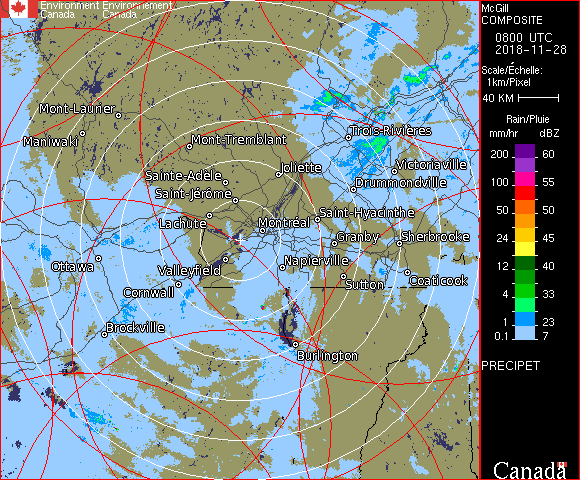 Environment Environnement
Canada Canada
McGill
COMPOSITE
0800 UTC
2018-11-28
Scale/Échelle:
1km/Pixel
40 KM
Rain/Pluie
mm/hr dBZ
200 60
150 55
100 55
50 50
24 45
12 40
4 33
1 23
0.1 7
PRECIPET
Canada
Mont-Laurier
Maniwaki
Mont-Tremblant
Trois-Rivières
Sainte-Adèle
Joliette
Victoriaville
Saint-Jérôme
Drummondville
Lachute
Montréal
Saint-Hyacinthe
Granby
Sherbrooke
Ottawa
Valleyfield
Napierville
Cornwall
Sutton
Coaticook
Brockville
Burlington